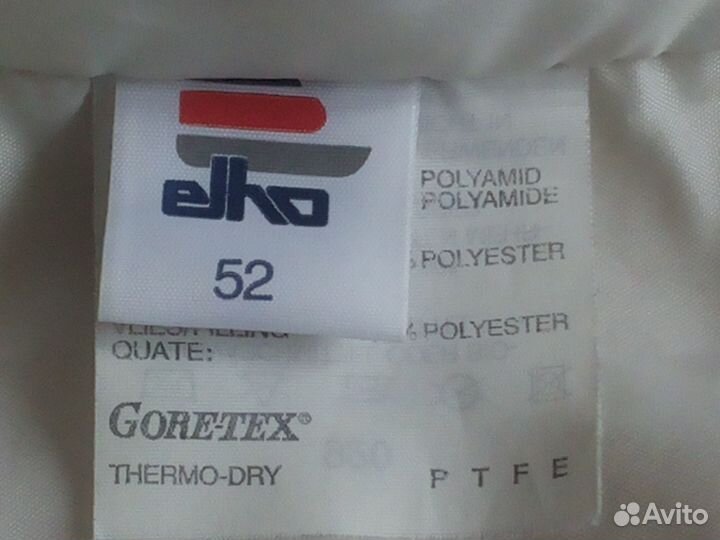 elho
52
POLYAMID
POLYAMIDE
% POLYESTER
% POLYESTER
QUATE:
GORE-TEX®
THERMO-DRY
PTFE
Avito